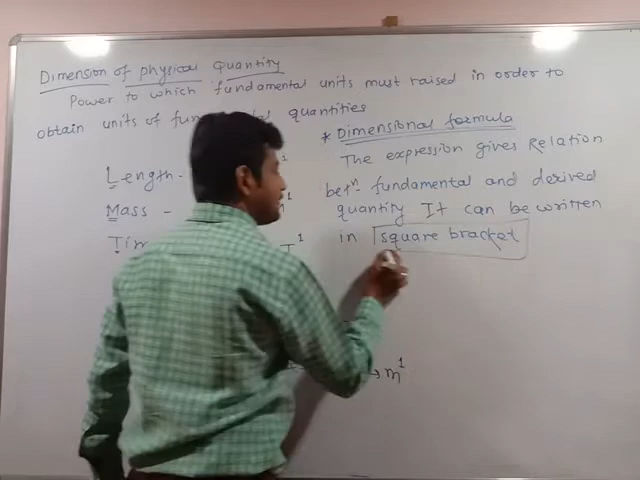 Dimension of physical Quantity
Power to which fundamental units must raised in order to
obtain units of fun quantities
* Dimensional formula
The expression gives Relation
betⁿ fundamental and derived
quantity It can be written
in square bracket
Length -
Mass -
Ti
T¹
→ m¹